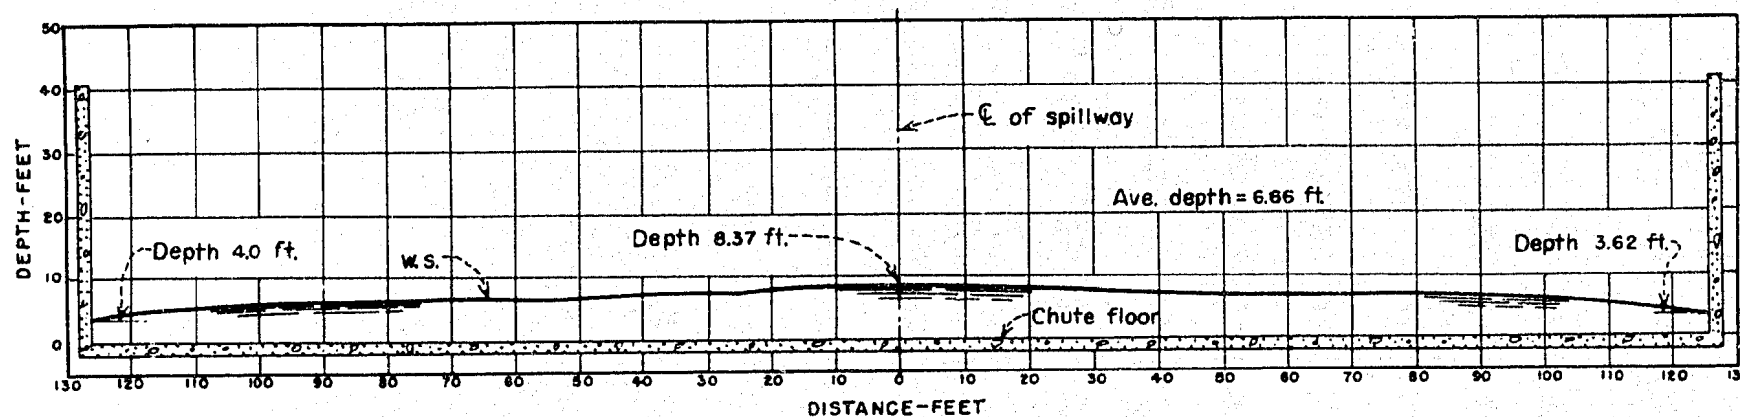 50
40
30
20
10
0
DEPTH-FEET
℄ of spillway
Ave. depth = 6.86 ft.
Depth 4.0 ft.
W.S.
Depth 8.37 ft.
Depth 3.62 ft.
Chute floor
130 120 110 100 90 80 70 60 50 40 30 20 10 0 10 20 30 40 50 60 70 80 90 100 110 120 13
DISTANCE-FEET